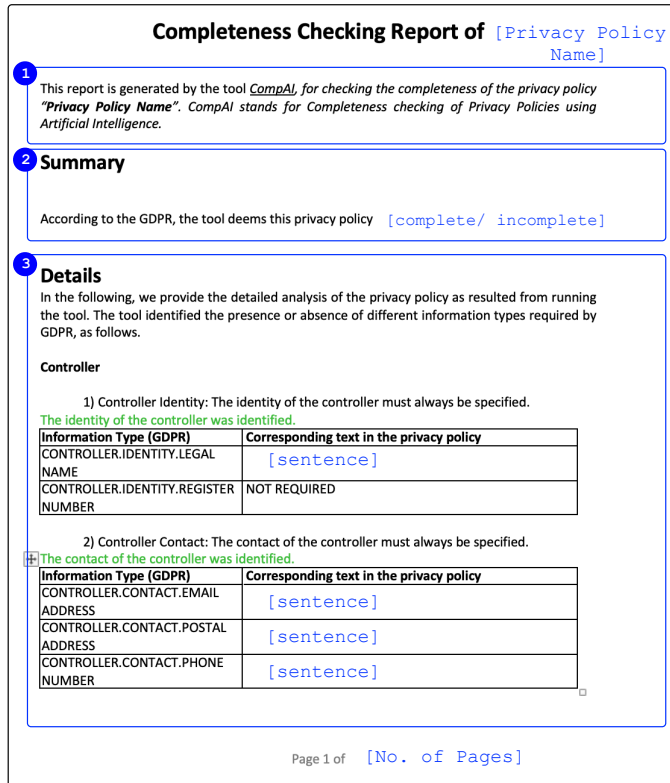 Completeness Checking Report of [Privacy Policy
Name]
1
This report is generated by the tool CompAI, for checking the completeness of the privacy policy
“Privacy Policy Name”. CompAI stands for Completeness checking of Privacy Policies using
Artificial Intelligence.
2
Summary
According to the GDPR, the tool deems this privacy policy [complete/ incomplete]
3
Details
In the following, we provide the detailed analysis of the privacy policy as resulted from running
the tool. The tool identified the presence or absence of different information types required by
GDPR, as follows.
Controller
1) Controller Identity: The identity of the controller must always be specified.
The identity of the controller was identified.
Information Type (GDPR) Corresponding text in the privacy policy
CONTROLLER.IDENTITY.LEGAL
NAME
[sentence]
CONTROLLER.IDENTITY.REGISTER NOT REQUIRED
NUMBER
2) Controller Contact: The contact of the controller must always be specified.
The contact of the controller was identified.
Information Type (GDPR) Corresponding text in the privacy policy
CONTROLLER.CONTACT.EMAIL
ADDRESS
[sentence]
CONTROLLER.CONTACT.POSTAL
ADDRESS
[sentence]
CONTROLLER.CONTACT.PHONE
NUMBER
[sentence]
Page 1 of [No. of Pages]